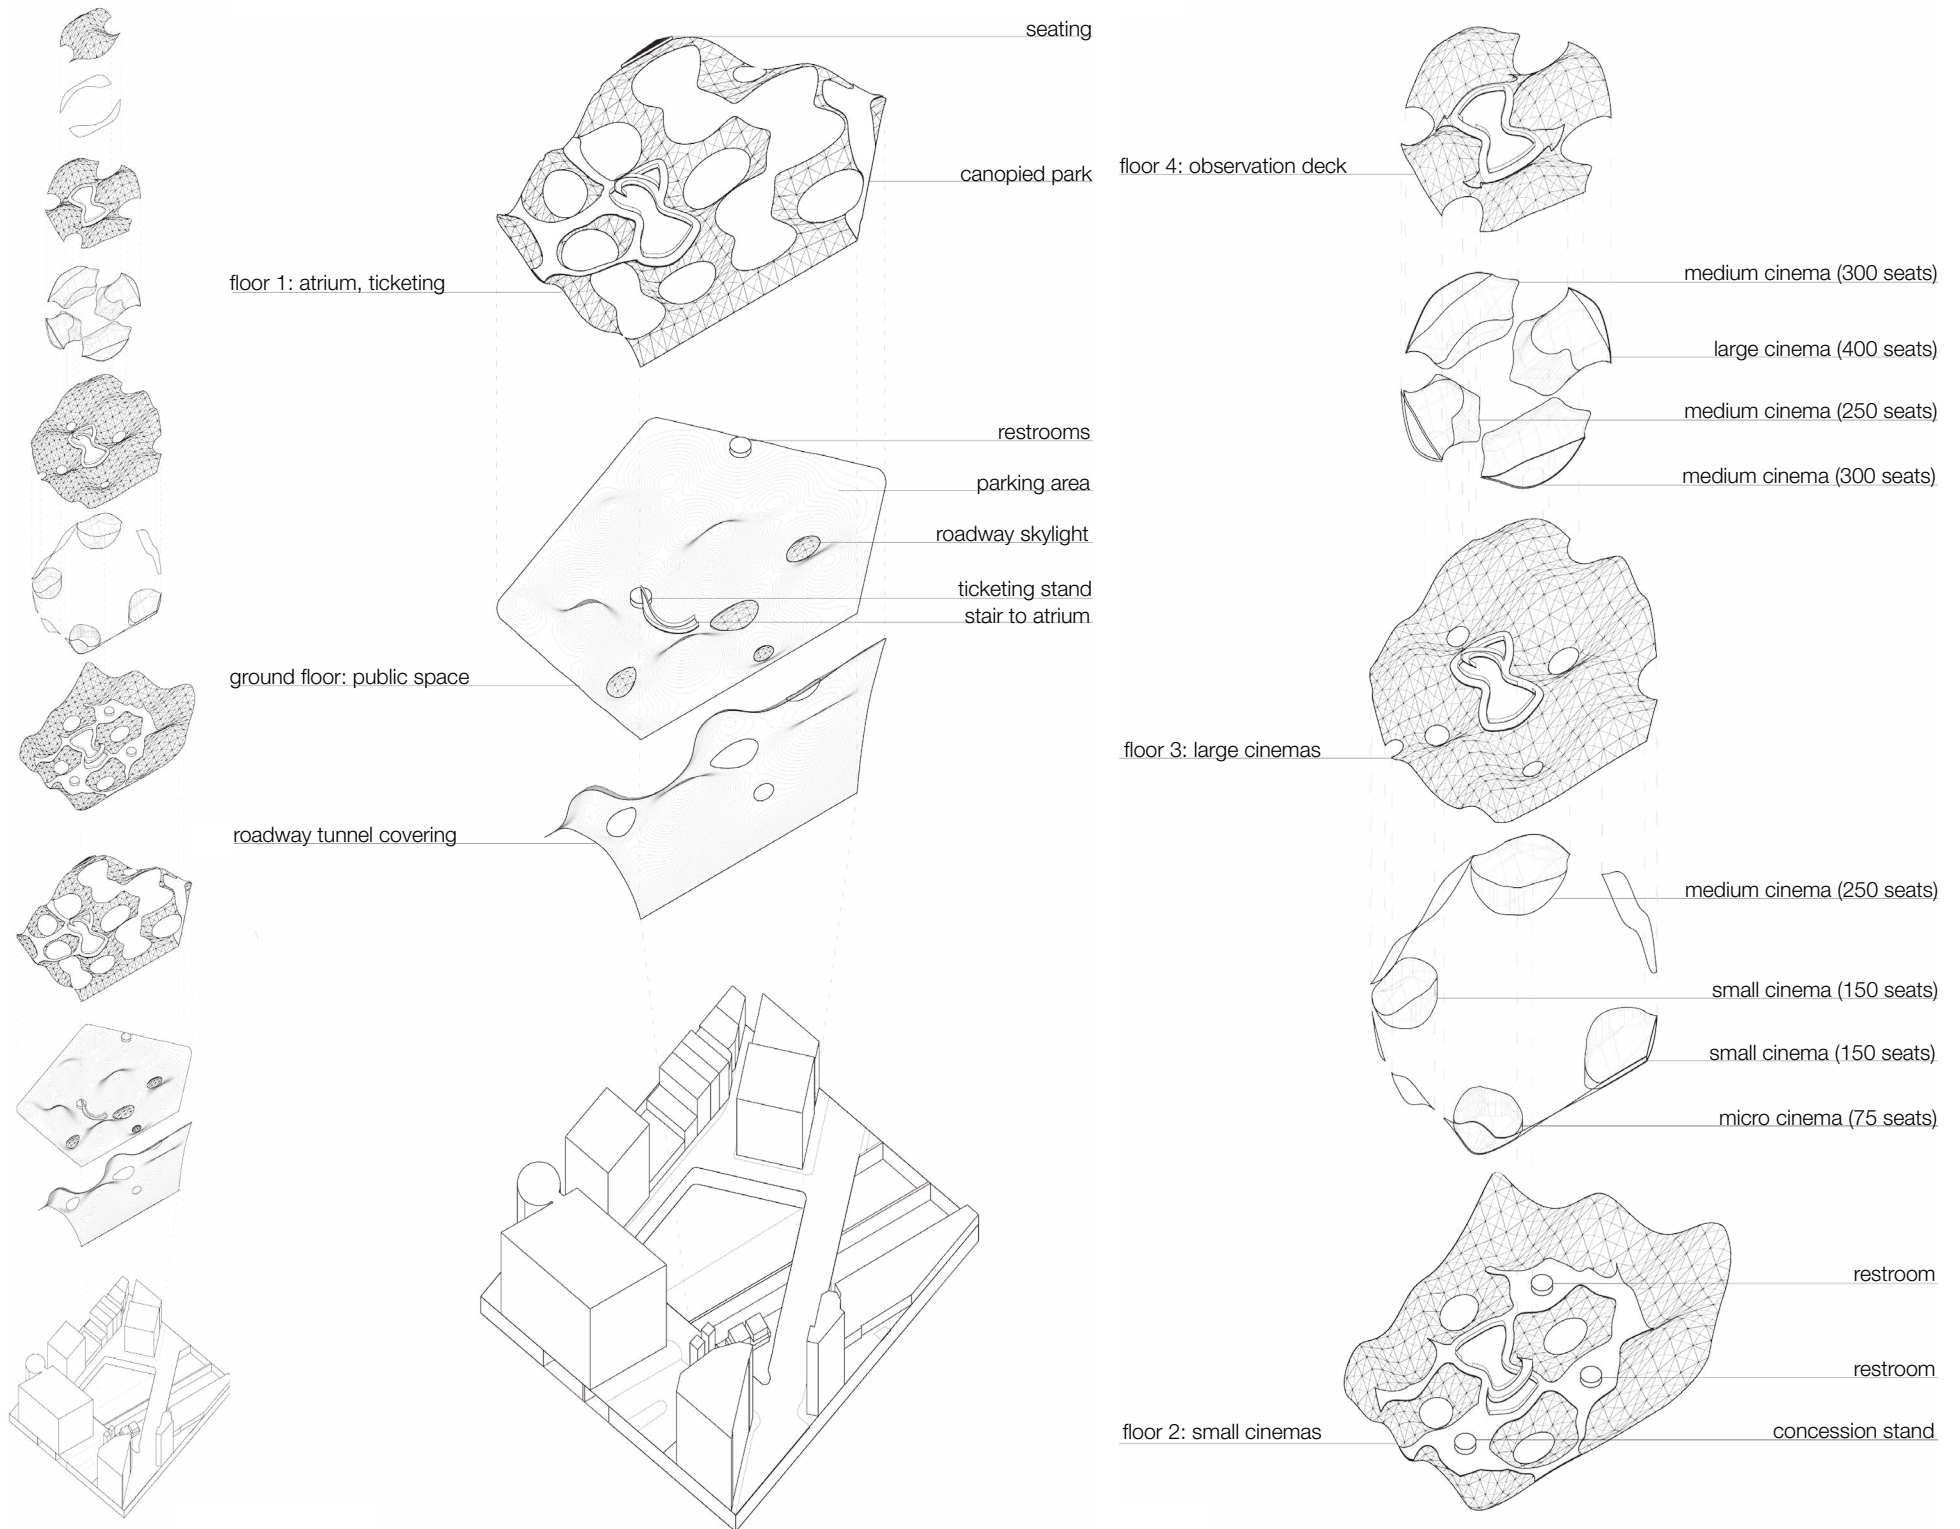 seating
canopied park
floor 1: atrium, ticketing
restrooms
parking area
roadway skylight
ticketing stand
stair to atrium
ground floor: public space
roadway tunnel covering
floor 4: observation deck
medium cinema (300 seats)
large cinema (400 seats)
medium cinema (250 seats)
medium cinema (300 seats)
floor 3: large cinemas
medium cinema (250 seats)
small cinema (150 seats)
small cinema (150 seats)
micro cinema (75 seats)
restroom
restroom
floor 2: small cinemas
concession stand